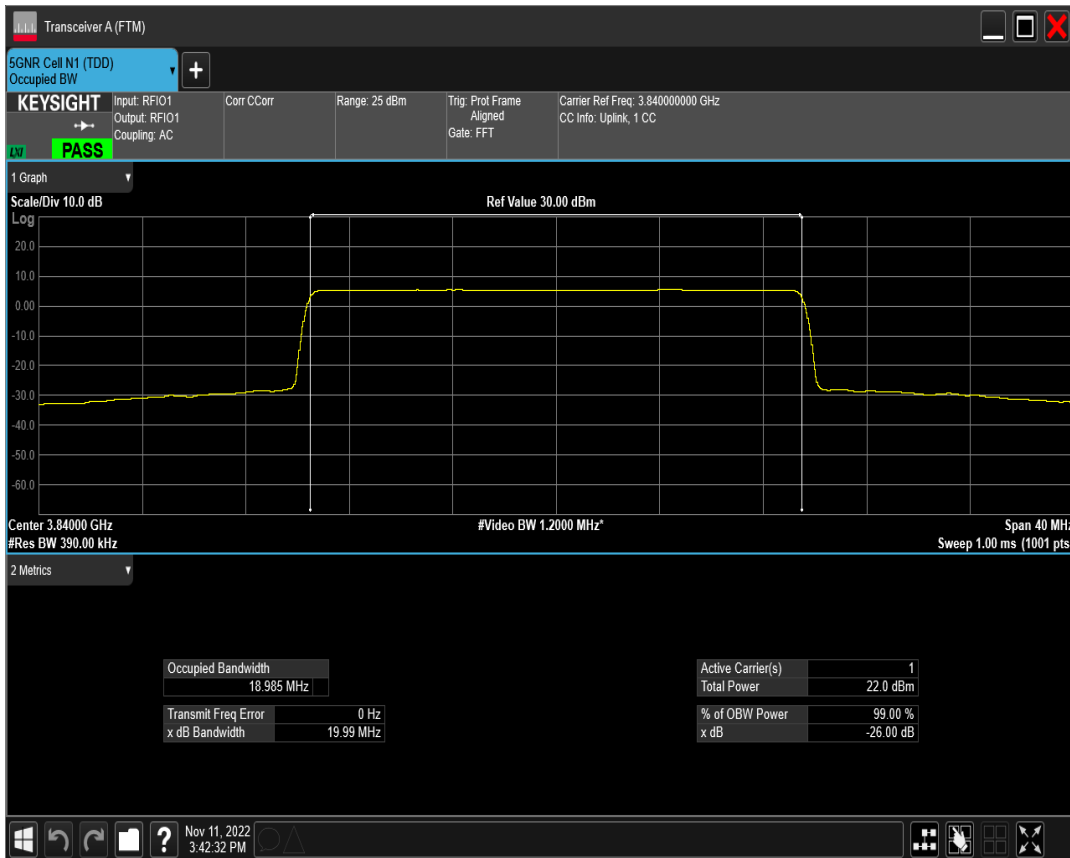 Transceiver A (FTM)
5GNR Cell N1 (TDD)
Occupied BW
+
KEYSIGHT
LXI
PASS
Input: RFIO1
Output: RFIO1
Coupling: AC
Corr CCorr
Range: 25 dBm
Trig: Prot Frame
Aligned
Gate: FFT
Carrier Ref Freq: 3.840000000 GHz
CC Info: Uplink, 1 CC
1 Graph
Scale/Div 10.0 dB
Ref Value 30.00 dBm
Log
20.0
10.0
0.00
-10.0
-20.0
-30.0
-40.0
-50.0
-60.0
Center 3.84000 GHz
#Video BW 1.2000 MHz*
Span 40 MHz
#Res BW 390.00 kHz
Sweep 1.00 ms (1001 pts
2 Metrics
Occupied Bandwidth
18.985 MHz
Transmit Freq Error 0 Hz
x dB Bandwidth 19.99 MHz
Active Carrier(s) 1
Total Power 22.0 dBm
% of OBW Power 99.00 %
x dB -26.00 dB
?
Nov 11, 2022
3:42:32 PM